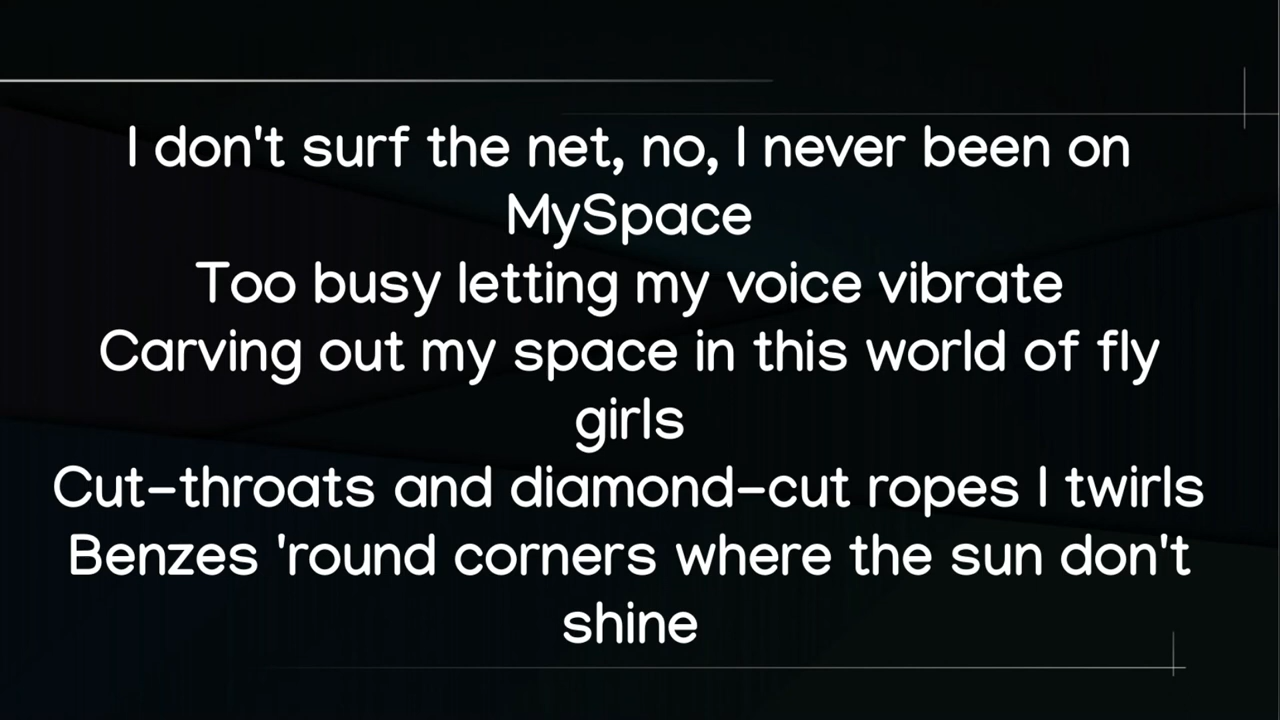 I don't surf the net, no, I never been on
MySpace
Too busy letting my voice vibrate
Carving out my space in this world of fly
girls
Cut-throats and diamond-cut ropes I twirls
Benzes 'round corners where the sun don't
shine